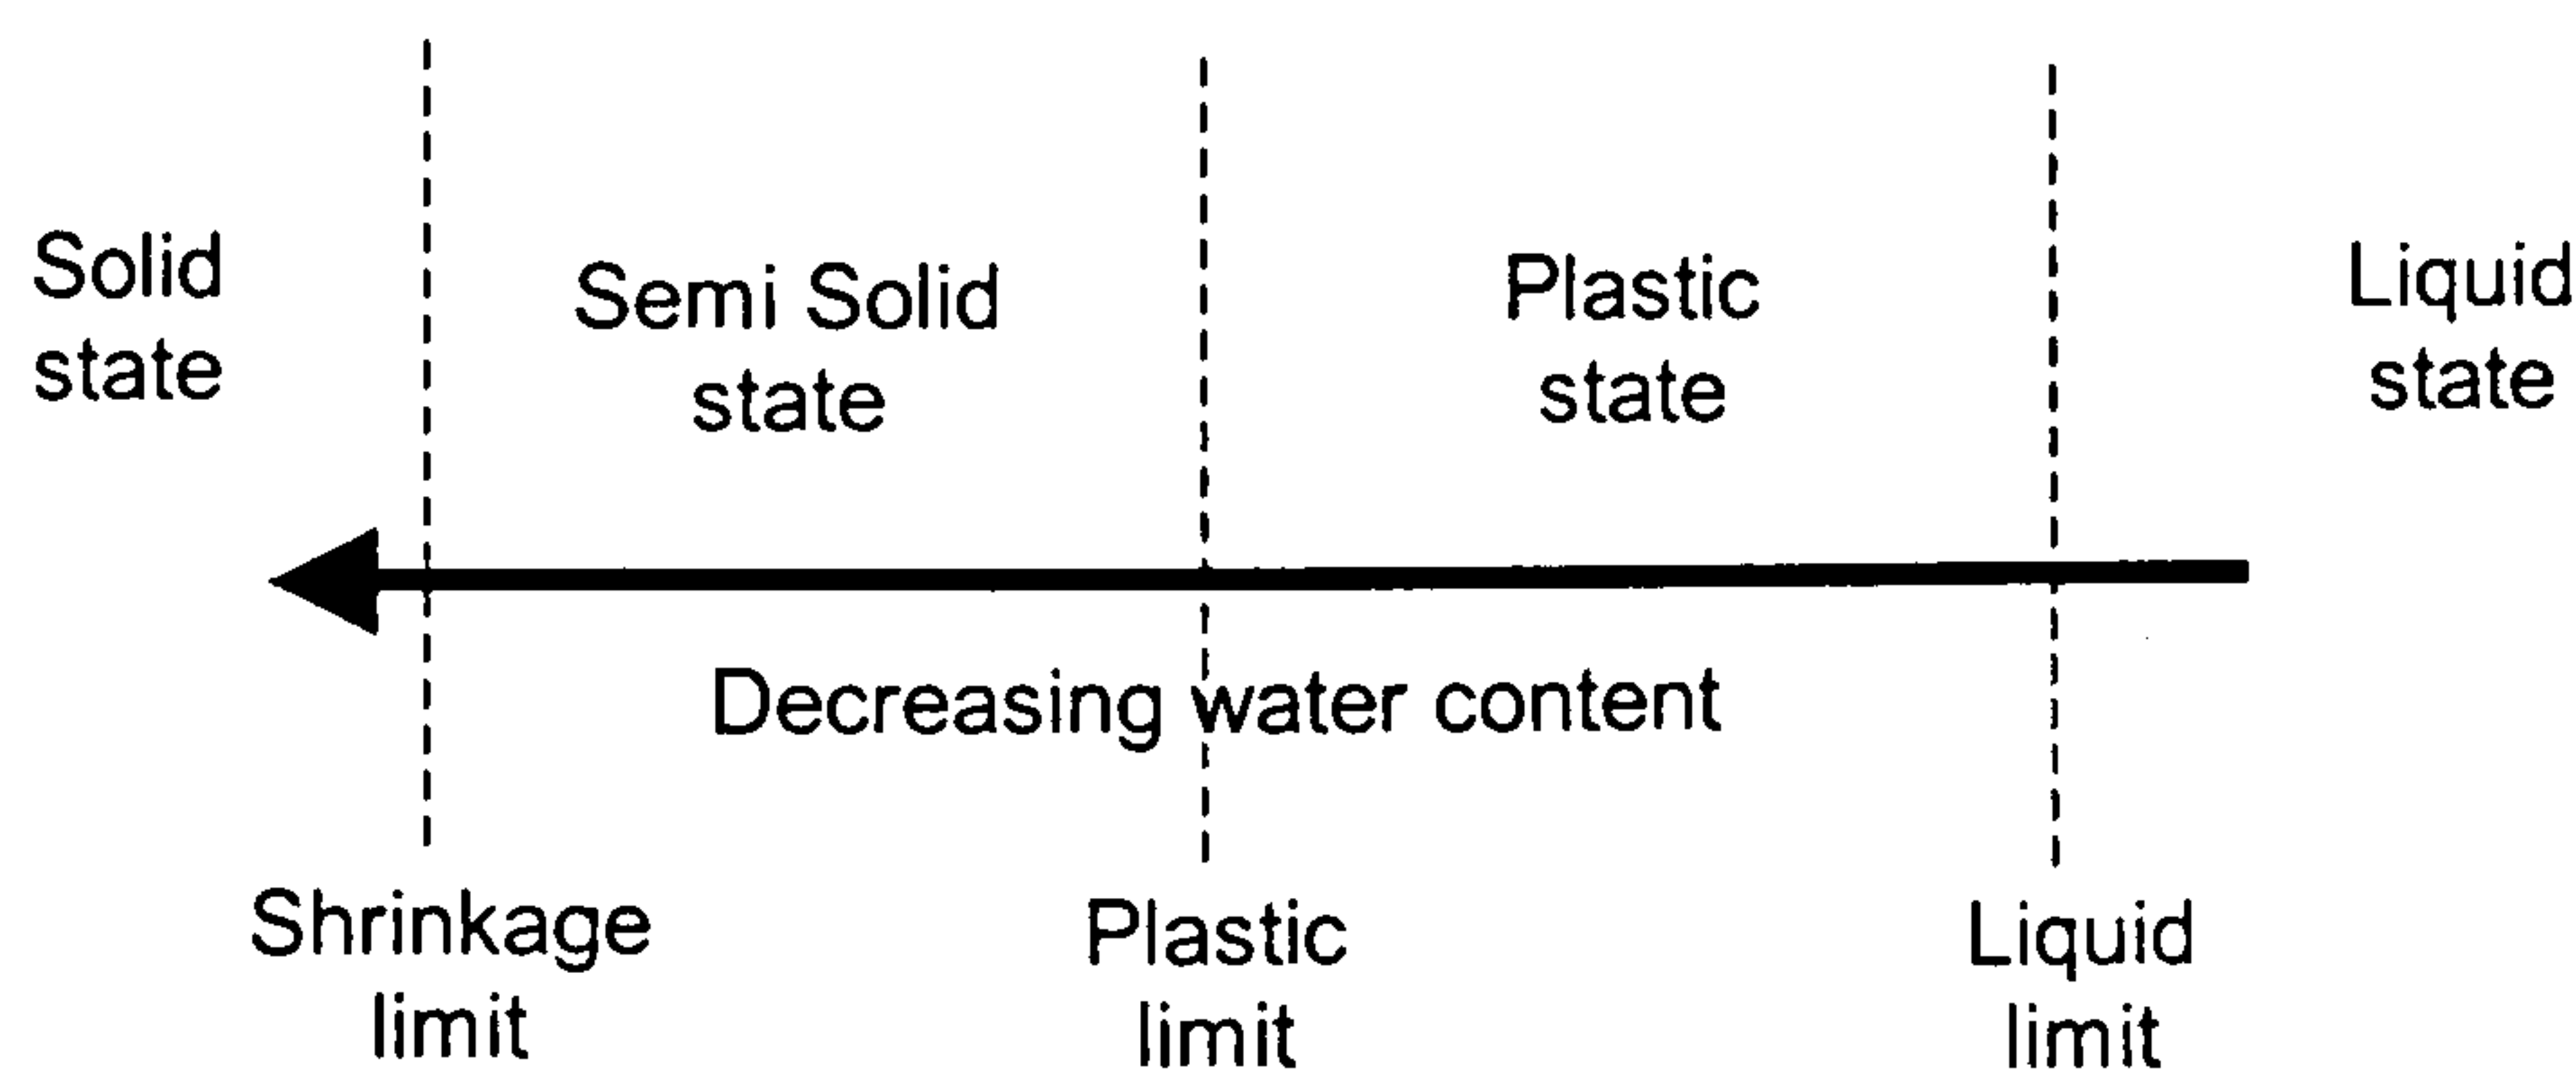 Solid
state
Semi Solid
state
Plastic
state
Liquid
state
Decreasing water content
Shrinkage
limit
Plastic
limit
Liquid
limit